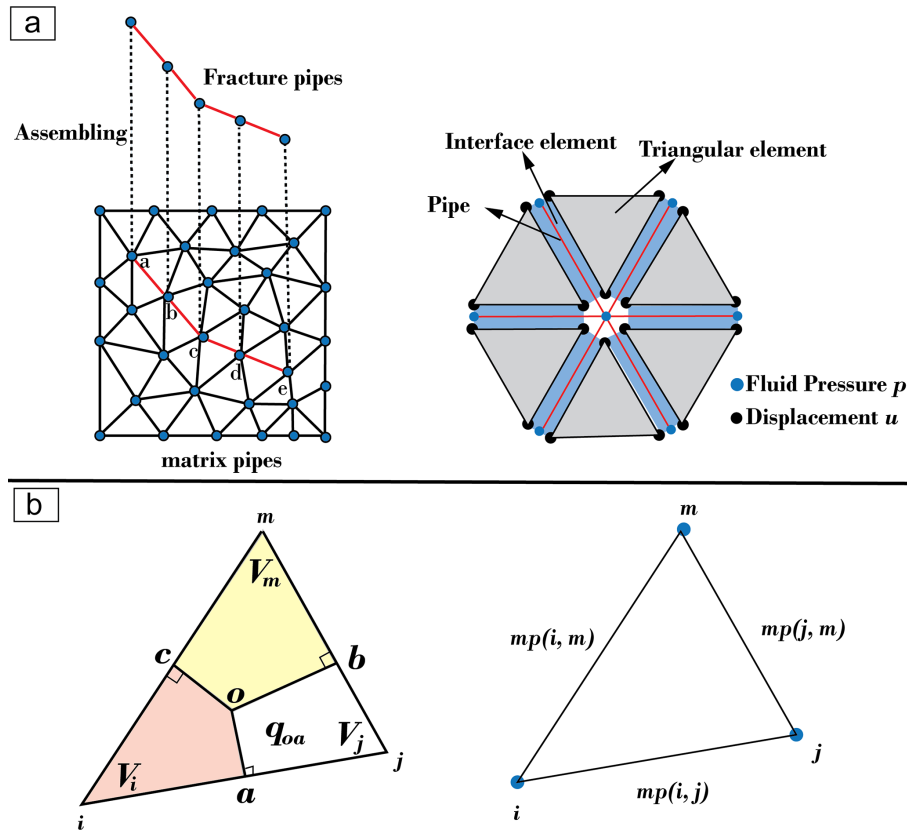 a
Fracture pipes
Assembling
a
b
c
d
e
matrix pipes
Interface element
Triangular element
Pipe
Fluid Pressure p
Displacement u
b
m
V_m
c
b
o
q_oa
V_j
V_i
a
j
i
m
mp(i, m)
mp(j, m)
j
mp(i, j)
i